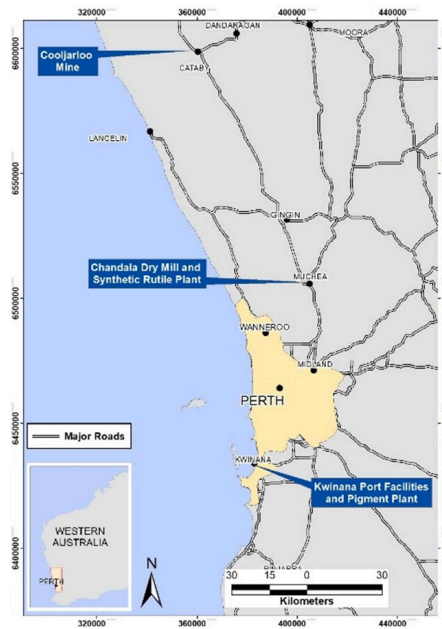 320000 360000 400000 440000
DANDARAGAN
MOORA
6600000
Cooljarloo
Mine
CATABY
LANCELIN
6550000
GINGIN
Chandala Dry Mill and
Synthetic Rutile Plant
MUCHEA
6500000
WANNEROO
MIDLAND
PERTH
6450000
Major Roads
KWINANA
Kwinana Port Facilities
and Pigment Plant
WESTERN
AUSTRALIA
PERTH
6400000
N
30 15 0 30
Kilometers
320000 360000 400000 440000